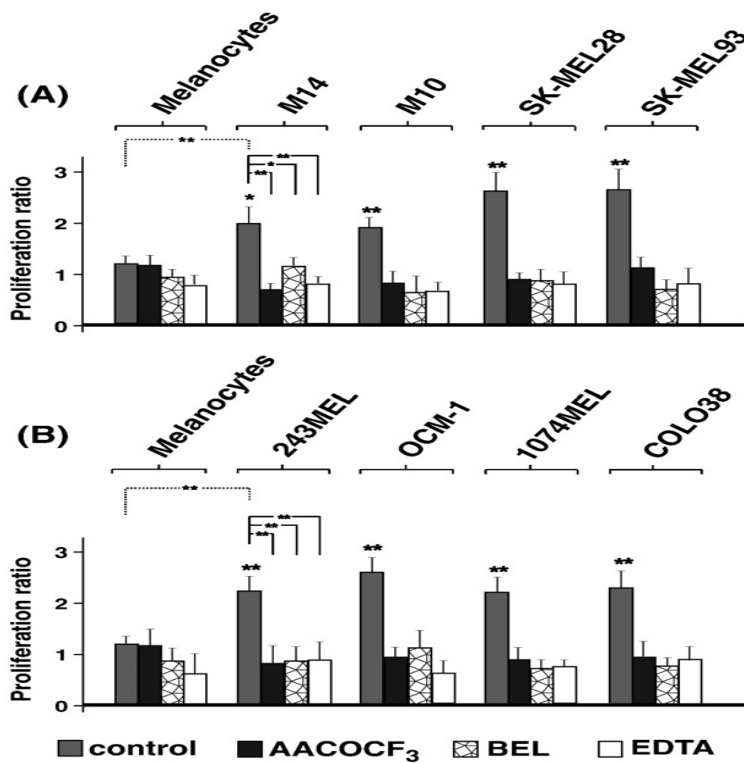 (A)
Melanocytes
M14
M10
SK-MEL28
SK-MEL93
**
**
*
**
*
**
**
**
3
2
1
0
Proliferation ratio
(B)
Melanocytes
243MEL
OCM-1
1074MEL
COLO38
**
**
**
**
**
**
**
**
3
2
1
0
Proliferation ratio
control AACOCF₃ BEL EDTA